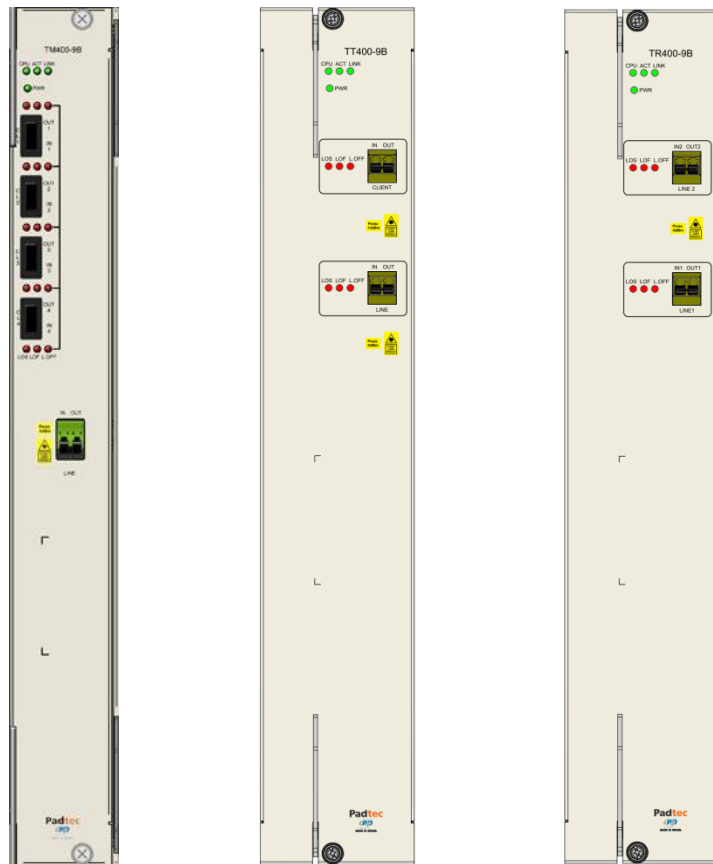 TM400-9B
CPU ACT LINK
PWR
OUT
1
IN
1
OUT
2
IN
2
OUT
3
IN
3
OUT
4
IN
4
LOS LOF L.OFF
IN OUT
LINE
Padtec
TT400-9B
CPU ACT LINK
PWR
IN OUT
LOS LOF L.OFF
CLIENT
IN OUT
LOS LOF L.OFF
LINE
Padtec
TR400-9B
CPU ACT LINK
PWR
IN2 OUT2
LOS LOF L.OFF
LINE 2
IN1 OUT1
LOS LOF L.OFF
LINE1
Padtec